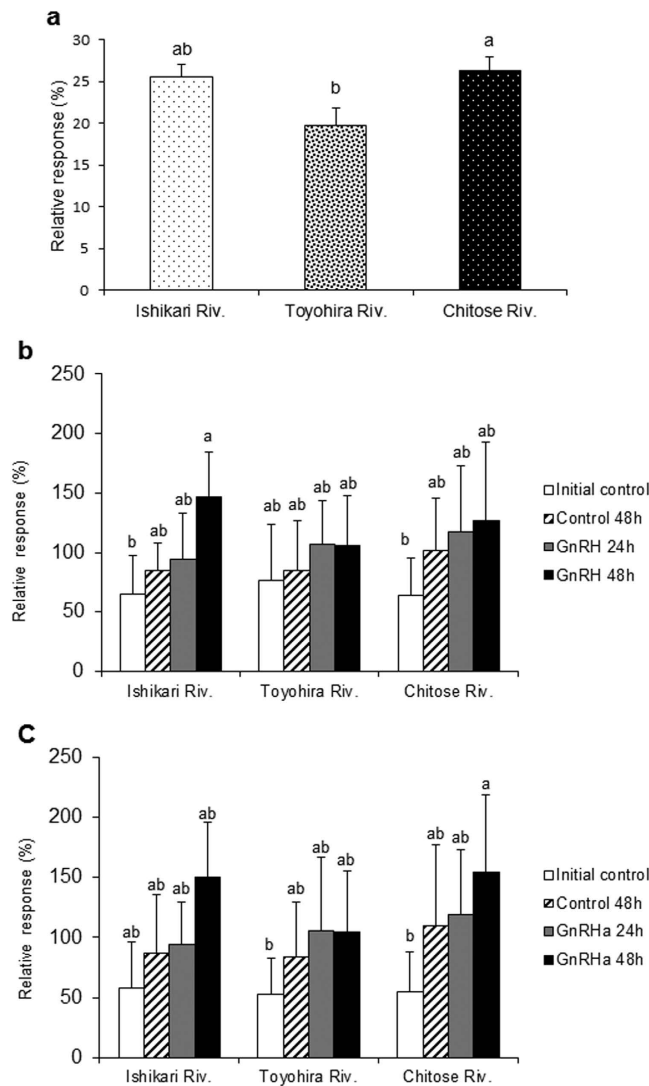 a
Relative response (%)
30
25
20
15
10
5
0
ab
b
a
Ishikari Riv. Toyohira Riv. Chitose Riv.
b
Relative response (%)
250
200
150
100
50
0
b ab ab a
ab ab ab ab
b ab ab ab
Ishikari Riv. Toyohira Riv. Chitose Riv.
Initial control
Control 48h
GnRH 24h
GnRH 48h
C
Relative response (%)
250
200
150
100
50
0
ab ab ab ab
b ab ab ab
b ab ab a
Ishikari Riv. Toyohira Riv. Chitose Riv.
Initial control
Control 48h
GnRHa 24h
GnRHa 48h